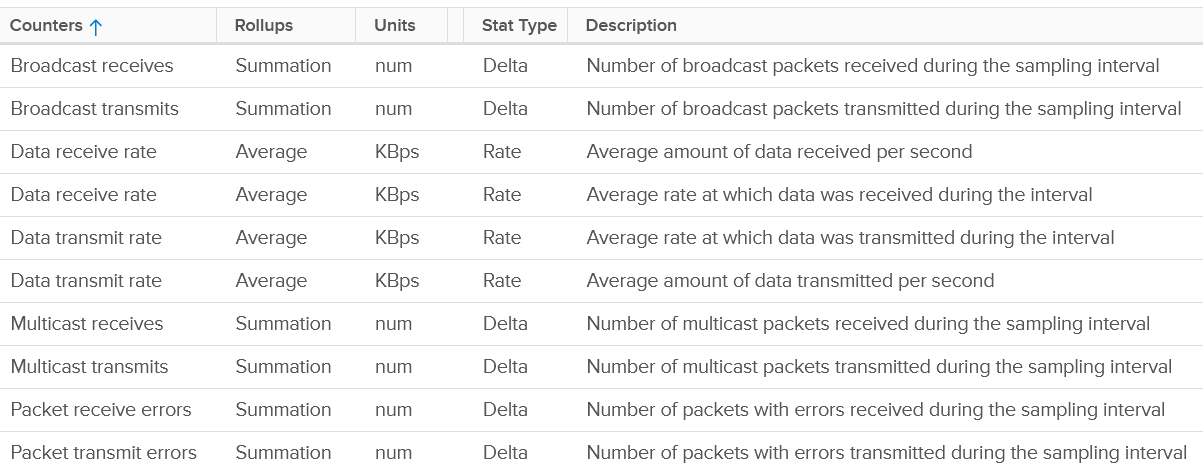 Counters ↑ Rollups Units Stat Type Description
Broadcast receives Summation num Delta Number of broadcast packets received during the sampling interval
Broadcast transmits Summation num Delta Number of broadcast packets transmitted during the sampling interval
Data receive rate Average KBps Rate Average amount of data received per second
Data receive rate Average KBps Rate Average rate at which data was received during the interval
Data transmit rate Average KBps Rate Average rate at which data was transmitted during the interval
Data transmit rate Average KBps Rate Average amount of data transmitted per second
Multicast receives Summation num Delta Number of multicast packets received during the sampling interval
Multicast transmits Summation num Delta Number of multicast packets transmitted during the sampling interval
Packet receive errors Summation num Delta Number of packets with errors received during the sampling interval
Packet transmit errors Summation num Delta Number of packets with errors transmitted during the sampling interval